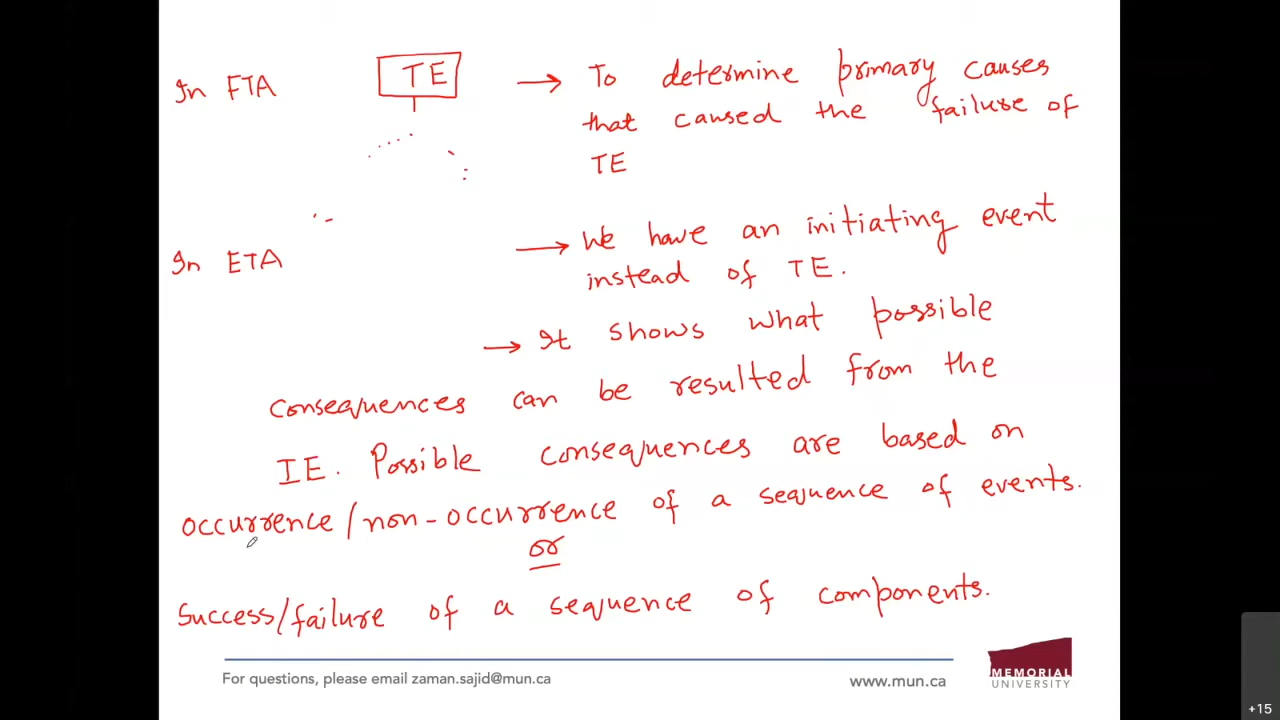 In FTA TE → To determine primary causes
that caused the failure of
TE
In ETA → We have an initiating event
instead of TE.
→ It shows what possible
consequences can be resulted from the
IE. Possible consequences are based on
occurrence/non-occurrence of a sequence of events.
or
Success/failure of a sequence of components.
For questions, please email zaman.sajid@mun.ca
www.mun.ca
MEMORIAL
UNIVERSITY
+15